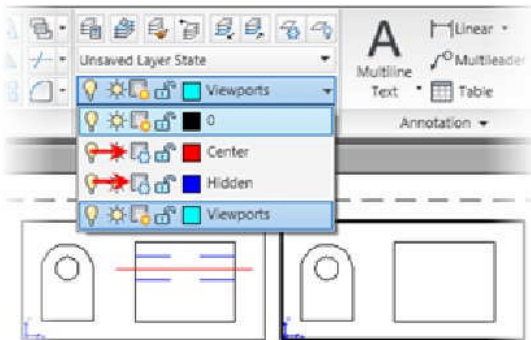 Linear
Unsaved Layer State
Multileader
Multiline
Text
Table
Viewports
0
Annotation
Center
Hidden
Viewports